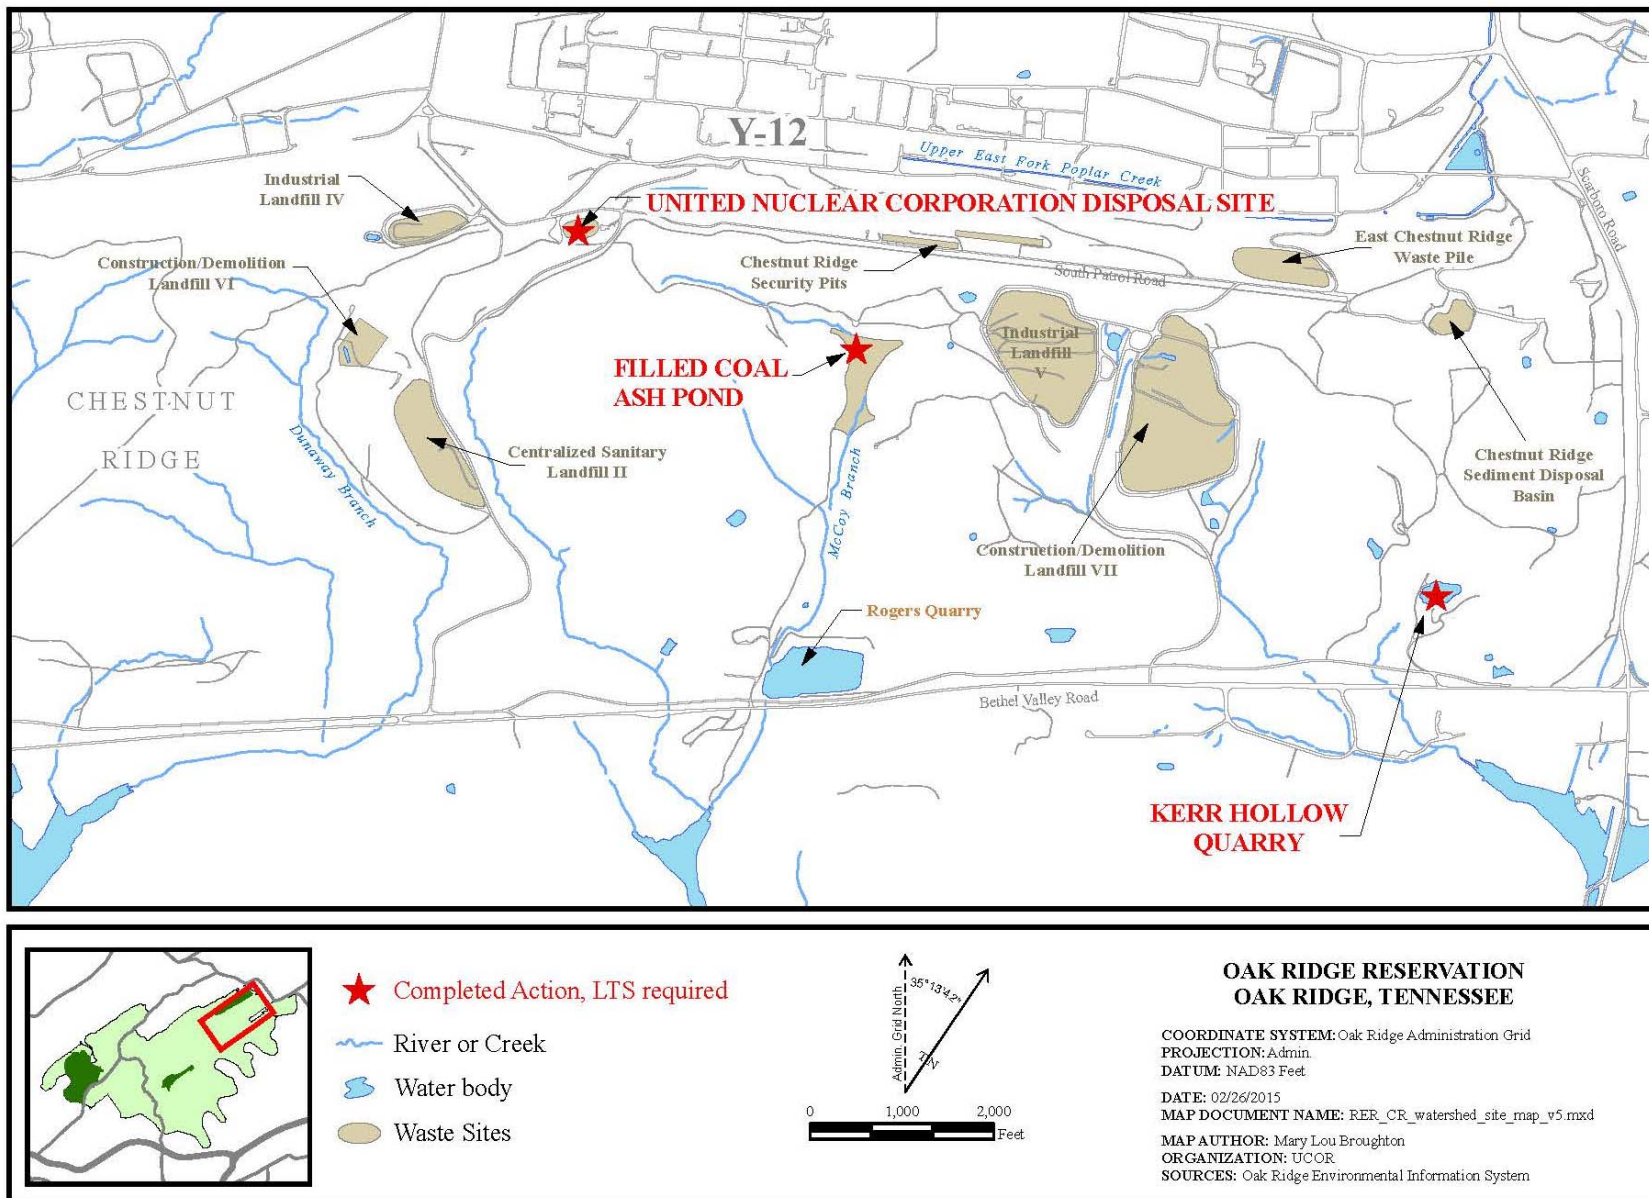 Y-12
Upper East Fork Poplar Creek
Scarboro Road
Industrial
Landfill IV
UNITED NUCLEAR CORPORATION DISPOSAL SITE
East Chestnut Ridge
Waste Pile
Construction/Demolition
Landfill VI
Chestnut Ridge
Security Pits
South Patrol Road
Industrial
Landfill
V
FILLED COAL
ASH POND
CHESTNUT
RIDGE
Dunaway Branch
Centralized Sanitary
Landfill II
McCoy Branch
Chestnut Ridge
Sediment Disposal
Basin
Construction/Demolition
Landfill VII
Rogers Quarry
Bethel Valley Road
KERR HOLLOW
QUARRY
Completed Action, LTS required
River or Creek
Water body
Waste Sites
Admin. Grid North
35°13'4.2"
TN
0 1,000 2,000
Feet
OAK RIDGE RESERVATION
OAK RIDGE, TENNESSEE
COORDINATE SYSTEM: Oak Ridge Administration Grid
PROJECTION: Admin.
DATUM: NAD83 Feet
DATE: 02/26/2015
MAP DOCUMENT NAME: RER_CR_watershed_site_map_v5.mxd
MAP AUTHOR: Mary Lou Broughton
ORGANIZATION: UCOR
SOURCES: Oak Ridge Environmental Information System